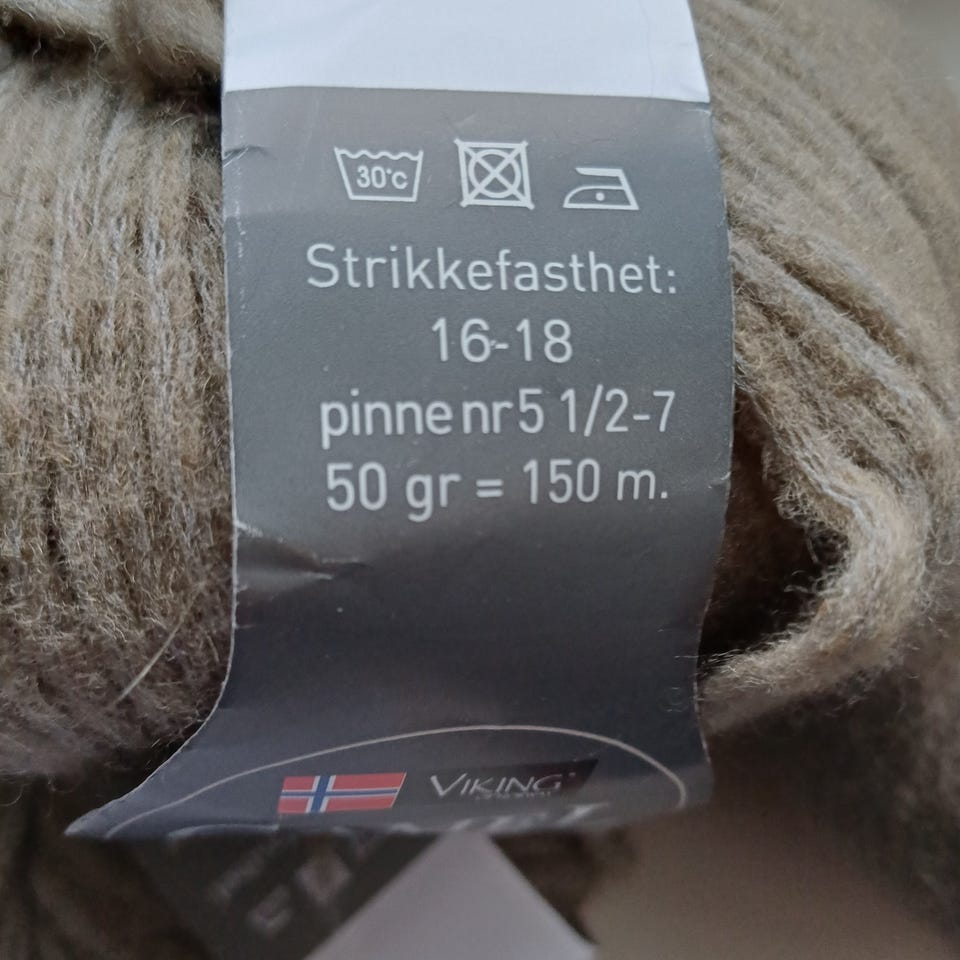 30°c
Strikkefasthet:
16-18
pinne nr 5 1/2-7
50 gr = 150 m.
VIKING